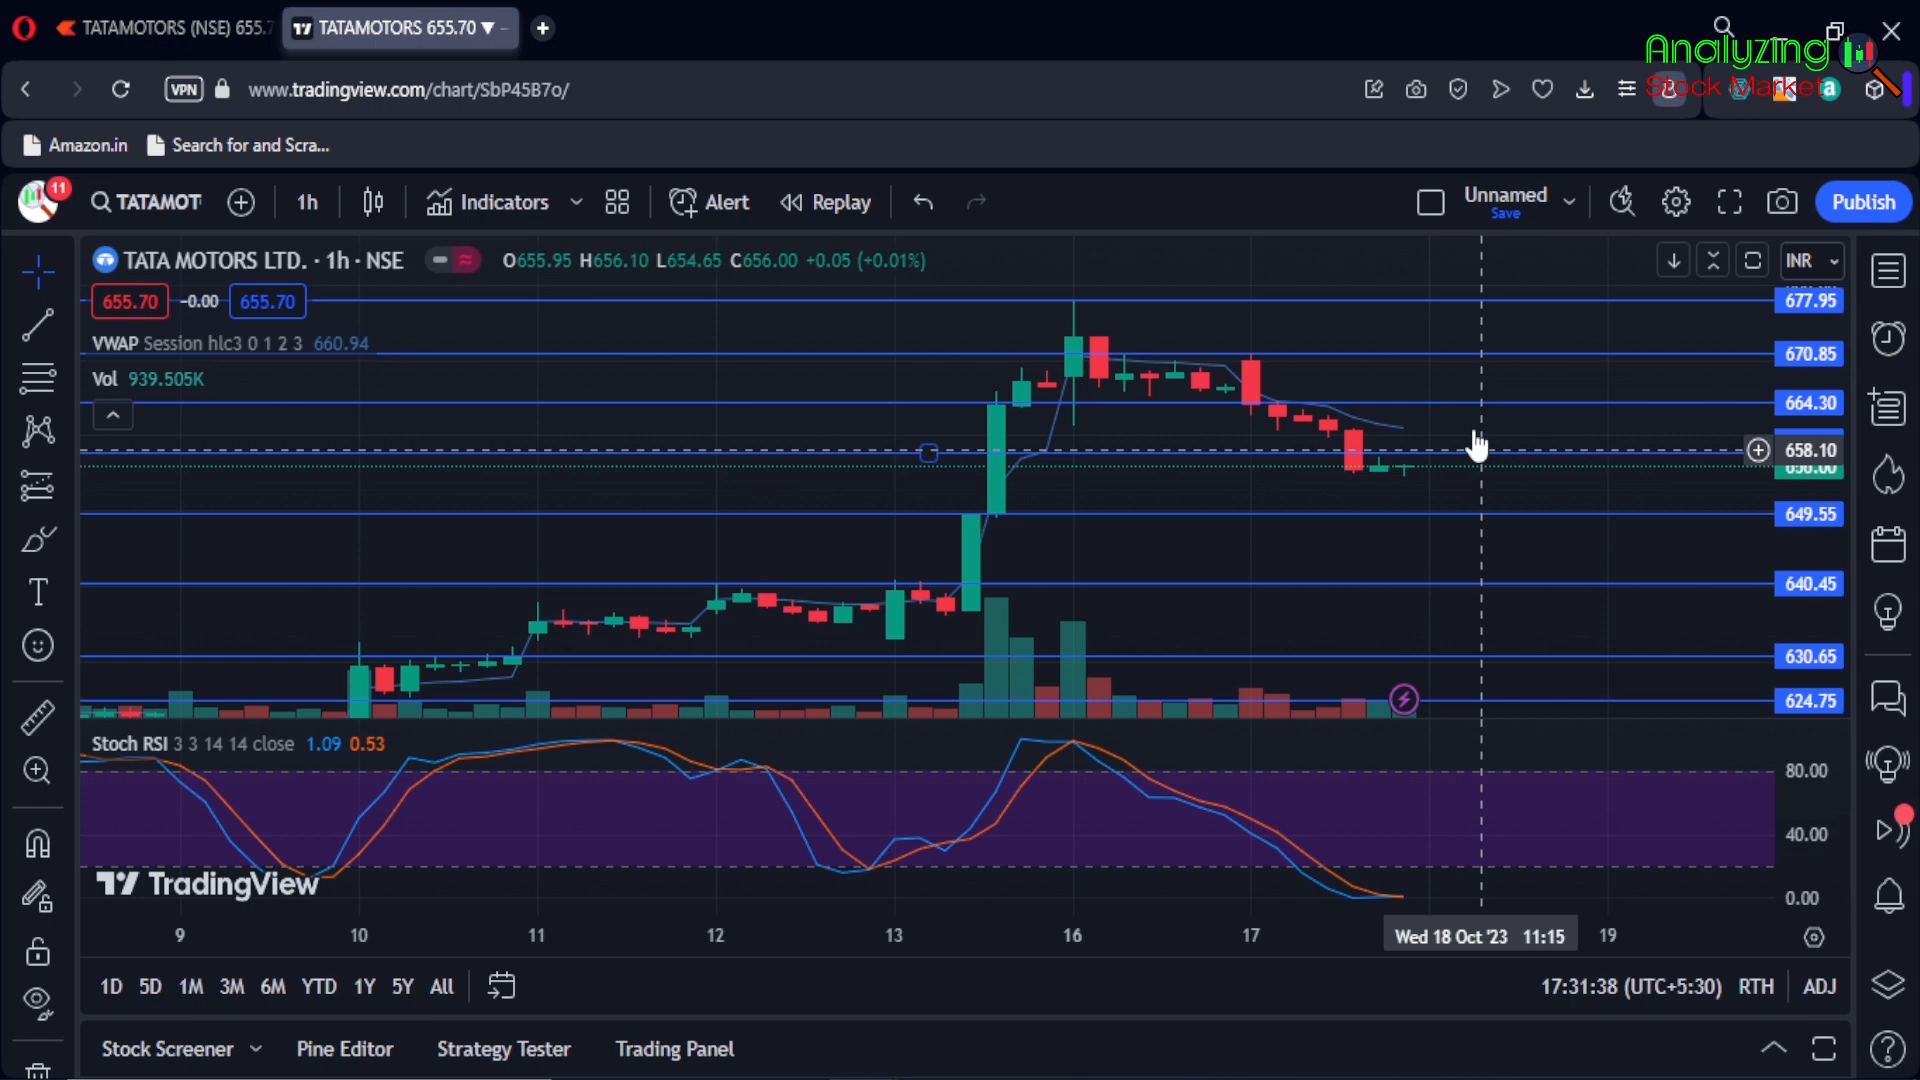 TATAMOTORS (NSE) 655.7
TATAMOTORS 655.70 ▼ –
Analyzing
Stock Market
VPN
www.tradingview.com/chart/SbP45B7o/
Amazon.in
Search for and Scra...
11
TATAMOT
1h
Indicators
Alert
Replay
Unnamed
Save
Publish
TATA MOTORS LTD. · 1h · NSE
O655.95 H656.10 L654.65 C656.00 +0.05 (+0.01%)
INR
655.70 -0.00 655.70
677.95
VWAP Session hlc3 0 1 2 3 660.94
670.85
Vol 939.505K
664.30
658.10
656.00
649.55
640.45
630.65
624.75
Stoch RSI 3 3 14 14 close 1.09 0.53
80.00
40.00
TradingView
0.00
9 10 11 12 13 16 17 Wed 18 Oct '23 11:15 19
1D 5D 1M 3M 6M YTD 1Y 5Y All
17:31:38 (UTC+5:30) RTH ADJ
Stock Screener Pine Editor Strategy Tester Trading Panel